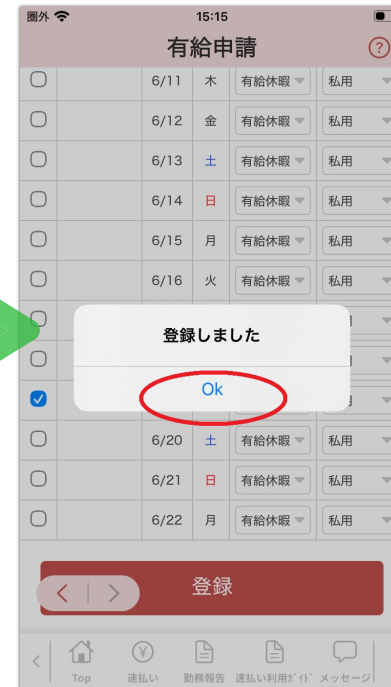 圏外 15:15
有給申請 ?
6/11 木 有給休暇 私用
6/12 金 有給休暇 私用
6/13 土 有給休暇 私用
6/14 日 有給休暇 私用
6/15 月 有給休暇 私用
6/16 火 有給休暇 私用
登録しました
Ok
6/20 土 有給休暇 私用
6/21 日 有給休暇 私用
6/22 月 有給休暇 私用
登録
Top 速払い 勤務報告 速払い利用ガイド メッセージ